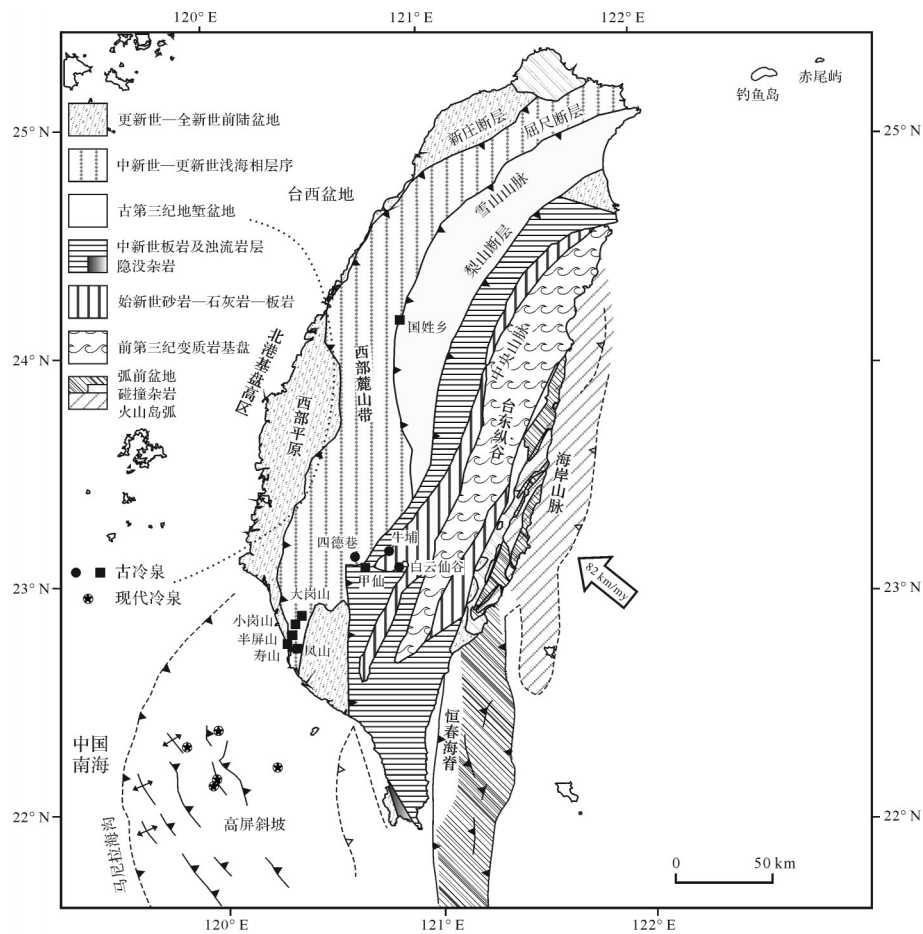 120° E
121° E
122° E
赤尾屿
钓鱼岛
更新世—全新世前陆盆地
25° N
25° N
新庄断层
屈尺断层
中新世—更新世浅海相层序
台西盆地
雪山山脉
古第三纪地堑盆地
中新世板岩及浊流岩层
隐没杂岩
梨山断层
始新世砂岩—石灰岩—板岩
国姓乡
前第三纪变质岩基盘
24° N
24° N
北港基盘高区
西部麓山带
中央山脉
弧前盆地
碰撞杂岩
火山岛弧
西部平原
台东纵谷
海岸山脉
四德巷
牛埔
甲仙
白云仙谷
古冷泉
82 km/my
23° N
23° N
现代冷泉
大岗山
小岗山
半屏山
凤山
寿山
中国
南海
恒春海脊
高屏斜坡
22° N
22° N
马尼拉海沟
0
50 km
120° E
121° E
122° E